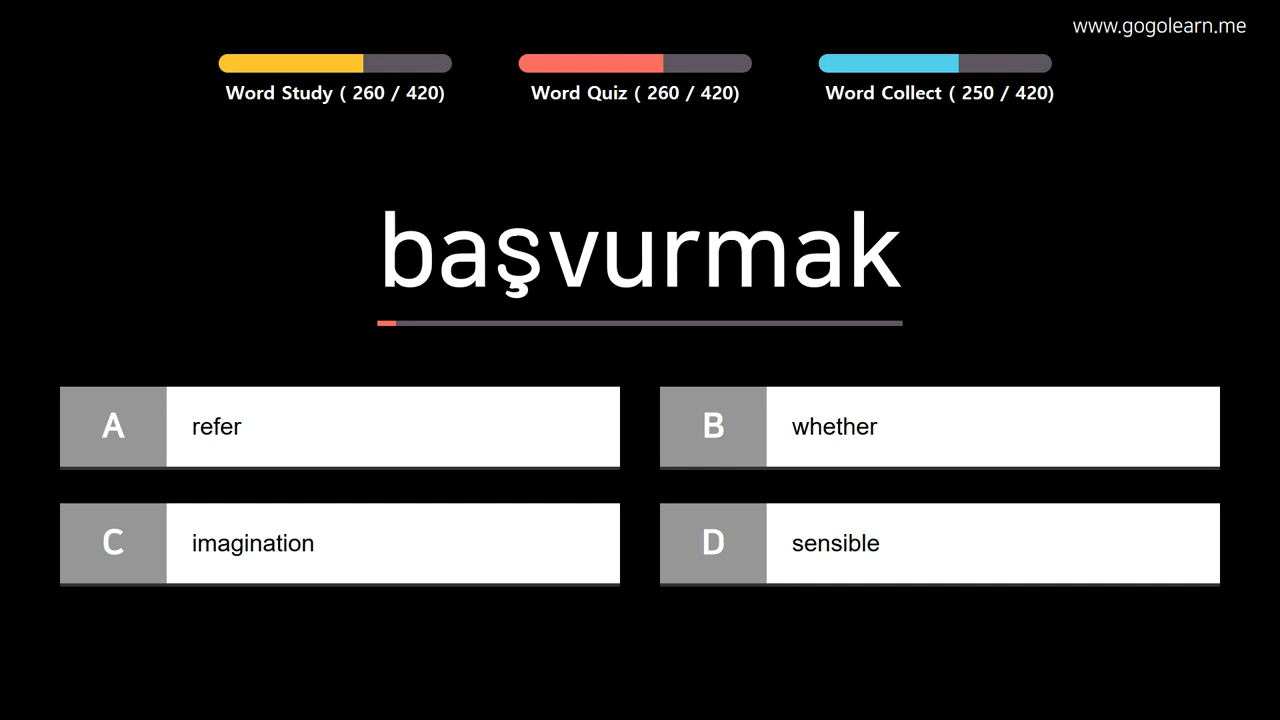 www.gogolearn.me
Word Study ( 260 / 420)
Word Quiz ( 260 / 420)
Word Collect ( 250 / 420)
başvurmak
A refer
B whether
C imagination
D sensible